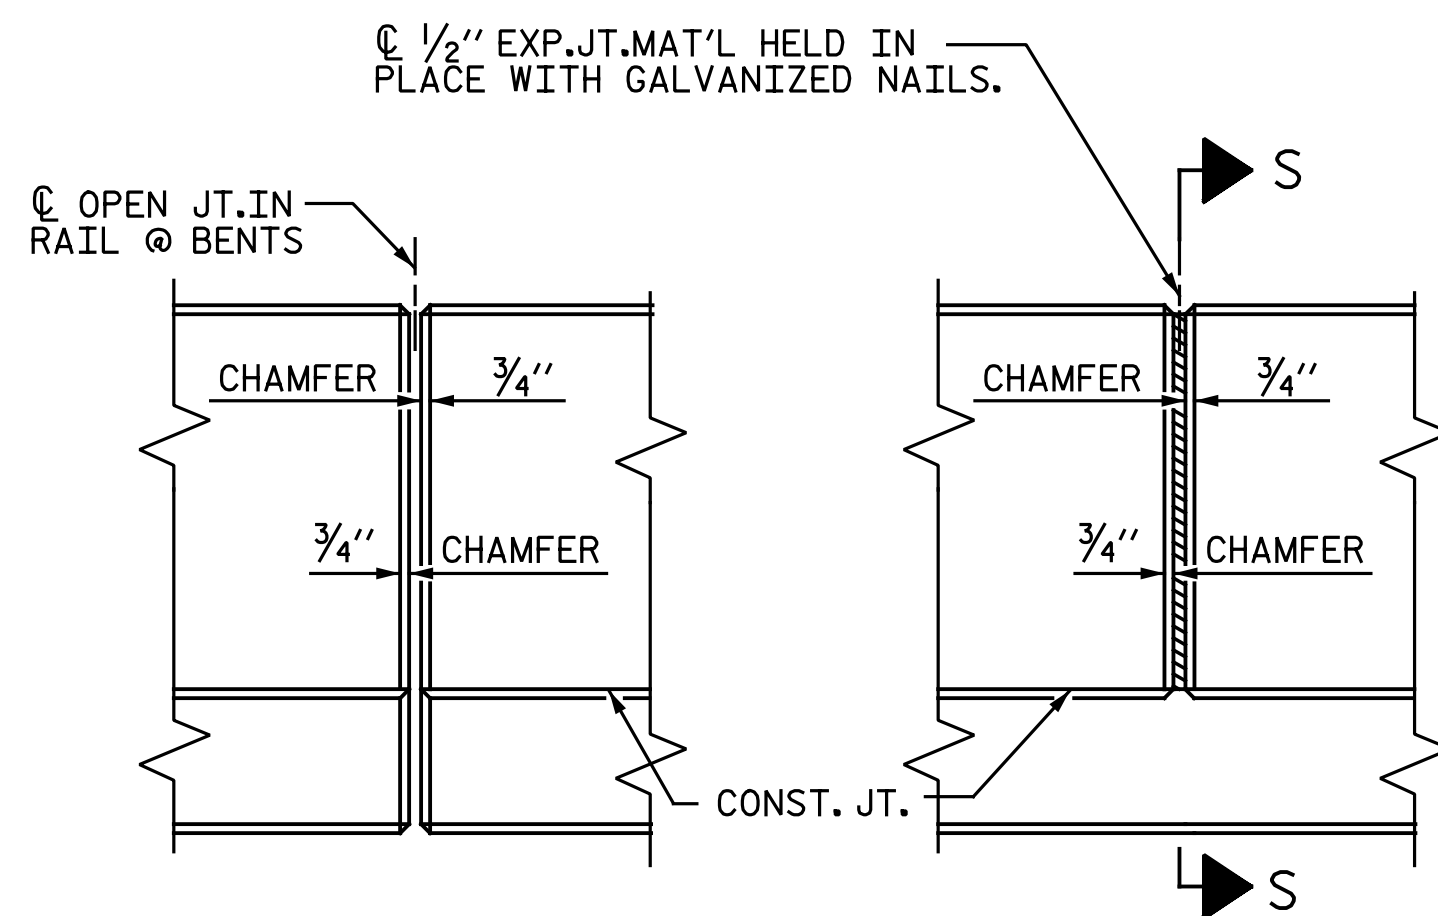 ℄ 1/2" EXP.JT.MAT'L HELD IN
PLACE WITH GALVANIZED NAILS.
S
℄ OPEN JT.IN
RAIL @ BENTS
CHAMFER 3/4"
CHAMFER 3/4"
3/4" CHAMFER
3/4" CHAMFER
CONST. JT.
S